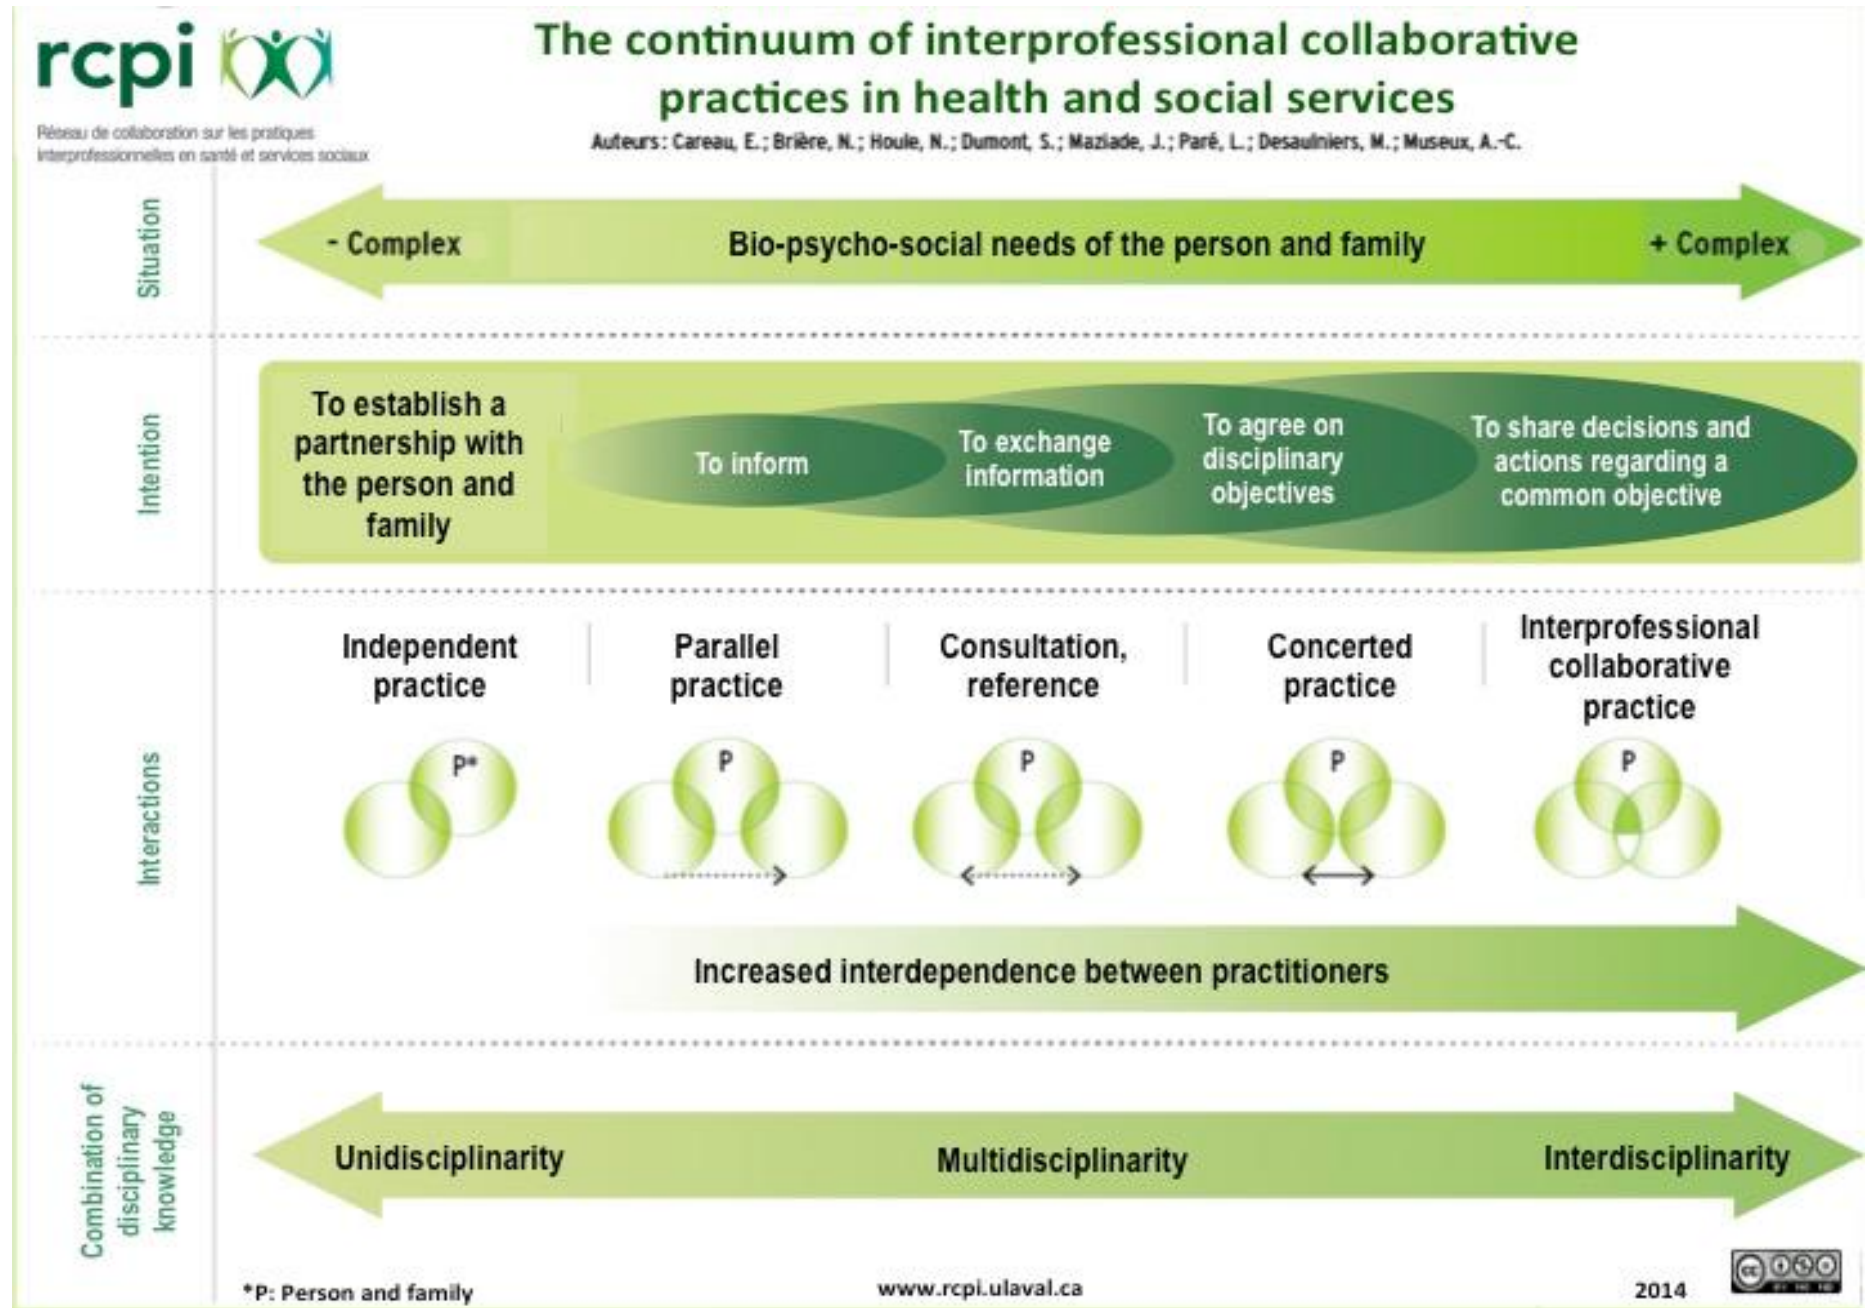 rcpi
Réseau de collaboration sur les pratiques
interprofessionnelles en santé et services sociaux
The continuum of interprofessional collaborative
practices in health and social services
Auteurs: Careau, E.; Brière, N.; Houle, N.; Dumont, S.; Maziade, J.; Paré, L.; Desaulniers, M.; Museux, A.-C.
Situation
- Complex
Bio-psycho-social needs of the person and family
+ Complex
Intention
To establish a
partnership with
the person and
family
To inform
To exchange
information
To agree on
disciplinary
objectives
To share decisions and
actions regarding a
common objective
Interactions
Independent
practice
Parallel
practice
Consultation,
reference
Concerted
practice
Interprofessional
collaborative
practice
P*
P
P
P
P
Increased interdependence between practitioners
Combination of
disciplinary
knowledge
Unidisciplinarity
Multidisciplinarity
Interdisciplinarity
*P: Person and family
www.rcpi.ulaval.ca
2014
cc